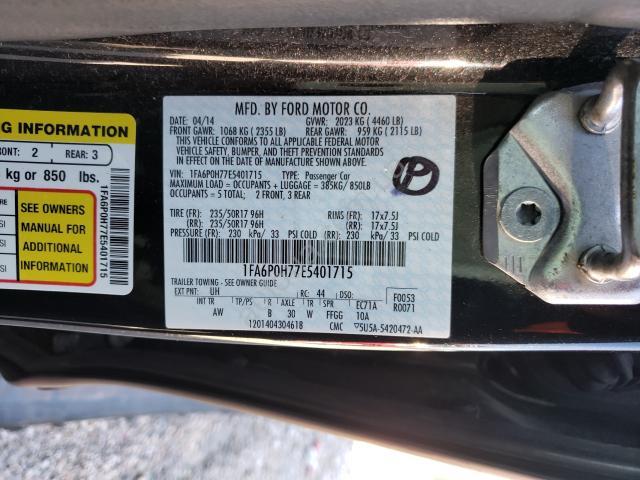 MFD. BY FORD MOTOR CO.
DATE: 04/14 GVWR: 2023 KG ( 4460 LB)
FRONT GAWR: 1068 KG ( 2355 LB) REAR GAWR: 959 KG ( 2115 LB)
THIS VEHICLE CONFORMS TO ALL APPLICABLE FEDERAL MOTOR
VEHICLE SAFETY, BUMPER, AND THEFT PREVENTION STANDARDS
IN EFFECT ON THE DATE OF MANUFACTURE SHOWN ABOVE.
VIN: 1FA6P0H77E5401715 TYPE: Passenger Car
MAXIMUM LOAD = OCCUPANTS + LUGGAGE = 385KG/ 850LB
OCCUPANTS = 5 TOTAL; 2 FRONT, 3 REAR
TIRE (FR): 235/50R17 96H RIMS (FR): 17x7.5J
TIRE (RR): 235/50R17 96H RIMS (RR): 17x7.5J
PRESSURE (FR): 230 kPa/ 33 PSI COLD (RR): 230 kPa/ 33 PSI COLD
1FA6P0H77E5401715
TRAILER TOWING - SEE OWNER GUIDE
EXT PNT: UH RC: 44 DSO: F0053
R0071
INT TR TP/PS R AXLE TR SPR EC71A
AW B 30 W FFGG 10A
1201404304618 CMC 5U5A-5420472-AA
P
NG INFORMATION
RONT: 2 REAR: 3
kg or 850 lbs.
SEE OWNERS
MANUAL FOR
ADDITIONAL
INFORMATION
1FA6P0H77E5401715